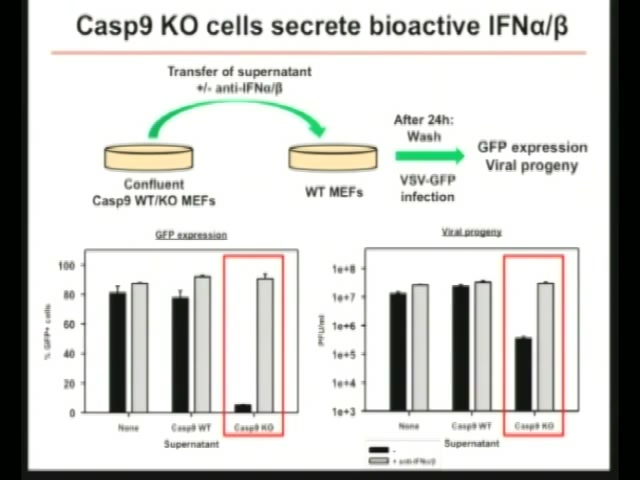 Casp9 KO cells secrete bioactive IFNα/β
Transfer of supernatant
+/- anti-IFNα/β
After 24h:
Wash
VSV-GFP
infection
GFP expression
Viral progeny
Confluent
Casp9 WT/KO MEFs
WT MEFs
GFP expression
% GFP+ cells
100
80
60
40
20
0
None
Casp9 WT
Casp9 KO
Supernatant
Viral progeny
PFU/ml
1e+8
1e+7
1e+6
1e+5
1e+4
1e+3
None
Casp9 WT
Casp9 KO
Supernatant
-
+ anti-IFNα/β